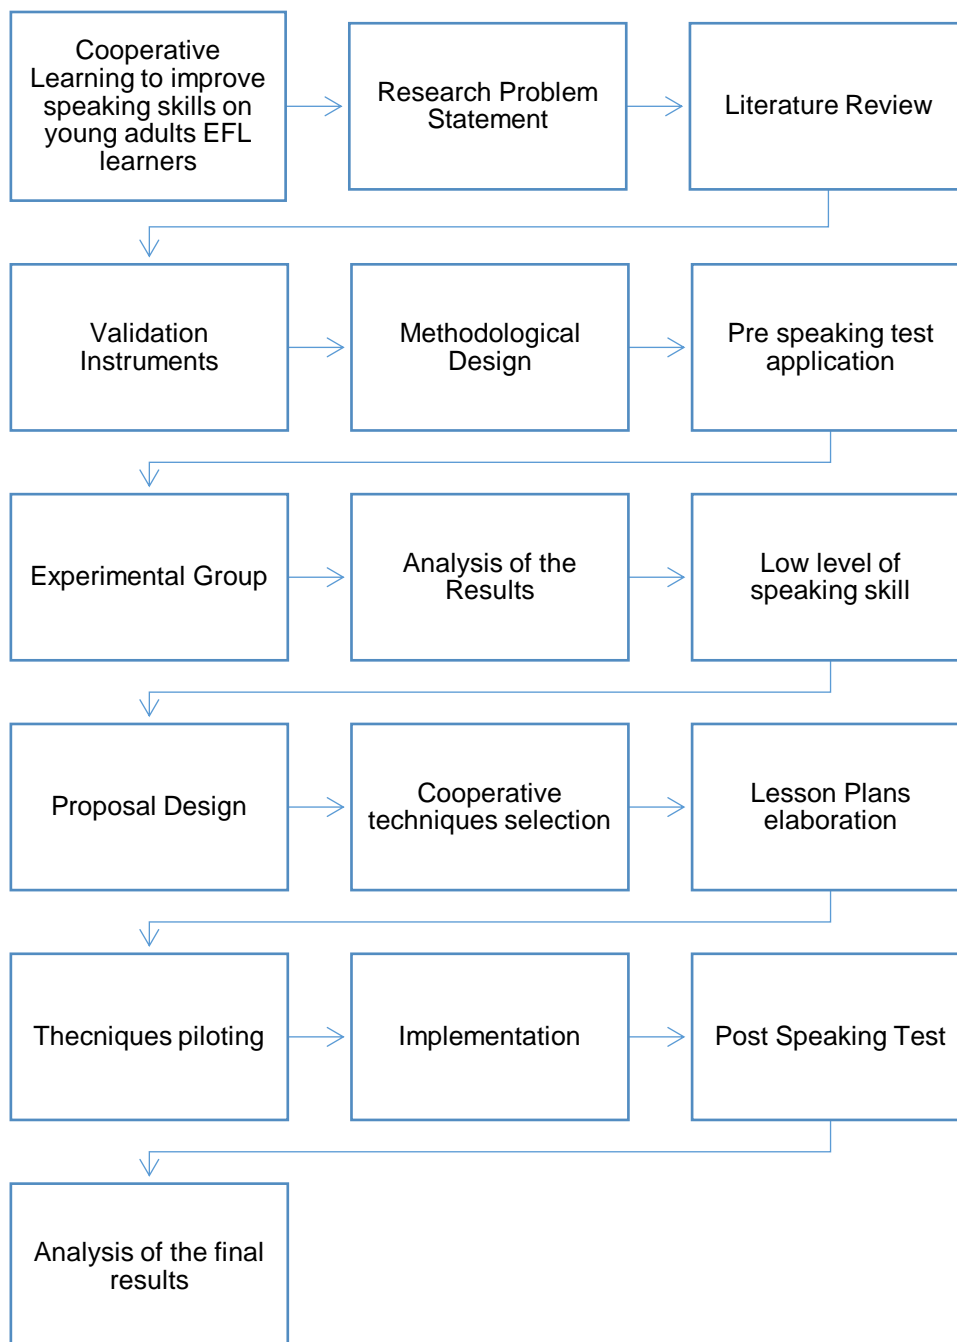 Cooperative
Learning to improve
speaking skills on
young adults EFL
learners
Research Problem
Statement
Literature Review
Validation
Instruments
Methodological
Design
Pre speaking test
application
Experimental Group
Analysis of the
Results
Low level of
speaking skill
Proposal Design
Cooperative
techniques selection
Lesson Plans
elaboration
Thecniques piloting
Implementation
Post Speaking Test
Analysis of the final
results